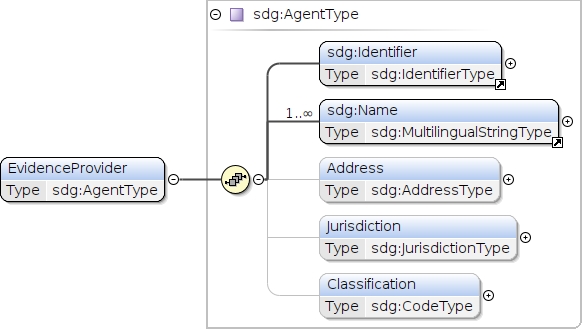 sdg:AgentType
sdg:Identifier
Type sdg:IdentifierType
1..∞
sdg:Name
Type sdg:MultilingualStringType
EvidenceProvider
Type sdg:AgentType
Address
Type sdg:AddressType
Jurisdiction
Type sdg:JurisdictionType
Classification
Type sdg:CodeType